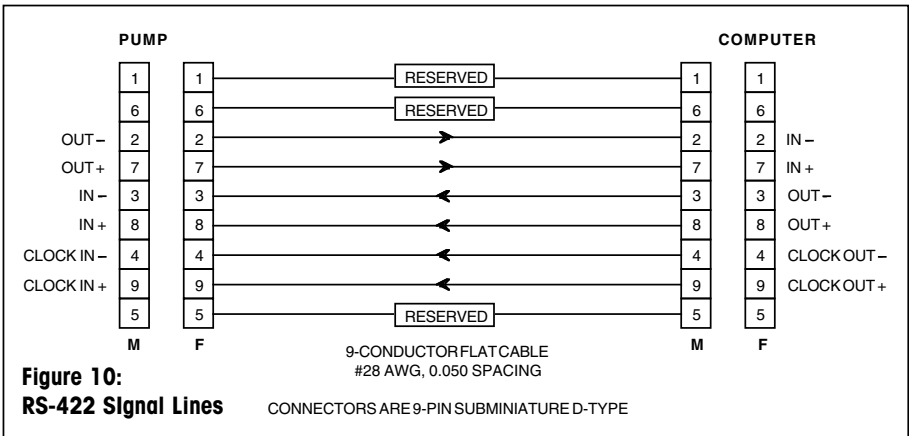 PUMP COMPUTER
1 1 RESERVED 1 1
6 6 RESERVED 6 6
OUT– 2 2 2 2 IN –
OUT+ 7 7 7 7 IN +
IN – 3 3 3 3 OUT–
IN + 8 8 8 8 OUT+
CLOCK IN – 4 4 4 4 CLOCK OUT –
CLOCK IN + 9 9 9 9 CLOCK OUT +
5 5 RESERVED 5 5
M F M F
9-CONDUCTOR FLAT CABLE
#28 AWG, 0.050 SPACING
Figure 10:
RS-422 SIgnal Lines
CONNECTORS ARE 9-PIN SUBMINIATURE D-TYPE